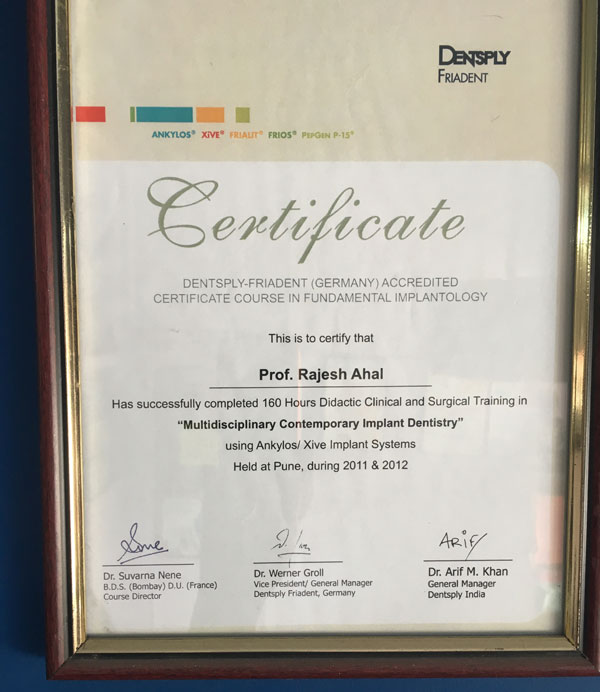 DENTSPLY
FRIADENT
ANKYLOS® XiVE® FRIALIT® FRIOS® PEPGEN P-15®
Certificate
DENTSPLY-FRIADENT (GERMANY) ACCREDITED
CERTIFICATE COURSE IN FUNDAMENTAL IMPLANTOLOGY
This is to certify that
Prof. Rajesh Ahal
Has successfully completed 160 Hours Didactic Clinical and Surgical Training in
“Multidisciplinary Contemporary Implant Dentistry”
using Ankylos/ Xive Implant Systems
Held at Pune, during 2011 & 2012
ARIF
Dr. Suvarna Nene
B.D.S. (Bombay) D.U. (France)
Course Director
Dr. Werner Groll
Vice President/ General Manager
Dentsply Friadent, Germany
Dr. Arif M. Khan
General Manager
Dentsply India